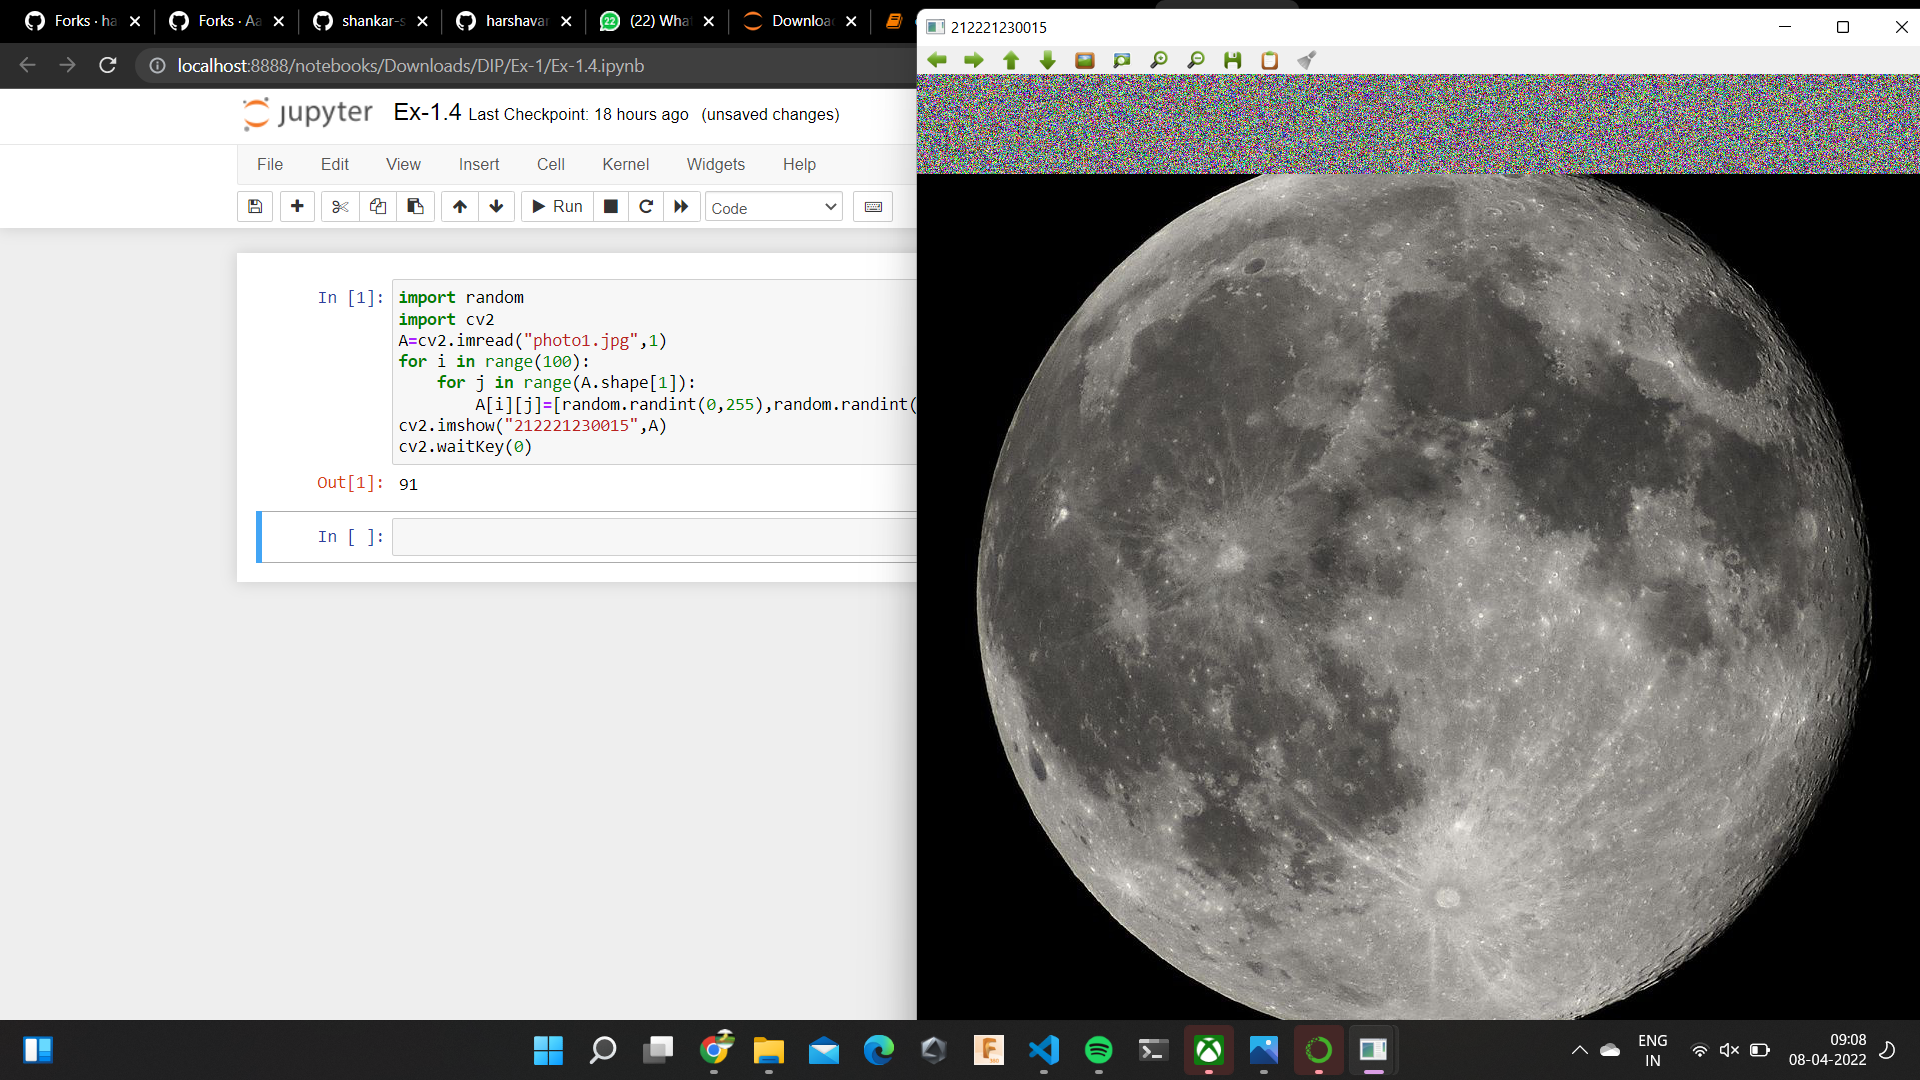 Forks · ha
Forks · Aa
shankar-s
harshavar
22 (22) What
Downloa
localhost:8888/notebooks/Downloads/DIP/Ex-1/Ex-1.4.ipynb
jupyter Ex-1.4 Last Checkpoint: 18 hours ago (unsaved changes)
File Edit View Insert Cell Kernel Widgets Help
Run Code
In [1]:
import random
import cv2
A=cv2.imread("photo1.jpg",1)
for i in range(100):
    for j in range(A.shape[1]):
        A[i][j]=[random.randint(0,255),random.randint(
cv2.imshow("212221230015",A)
cv2.waitKey(0)
Out[1]: 91
In [ ]:
212221230015
F
ENG
IN
09:08
08-04-2022